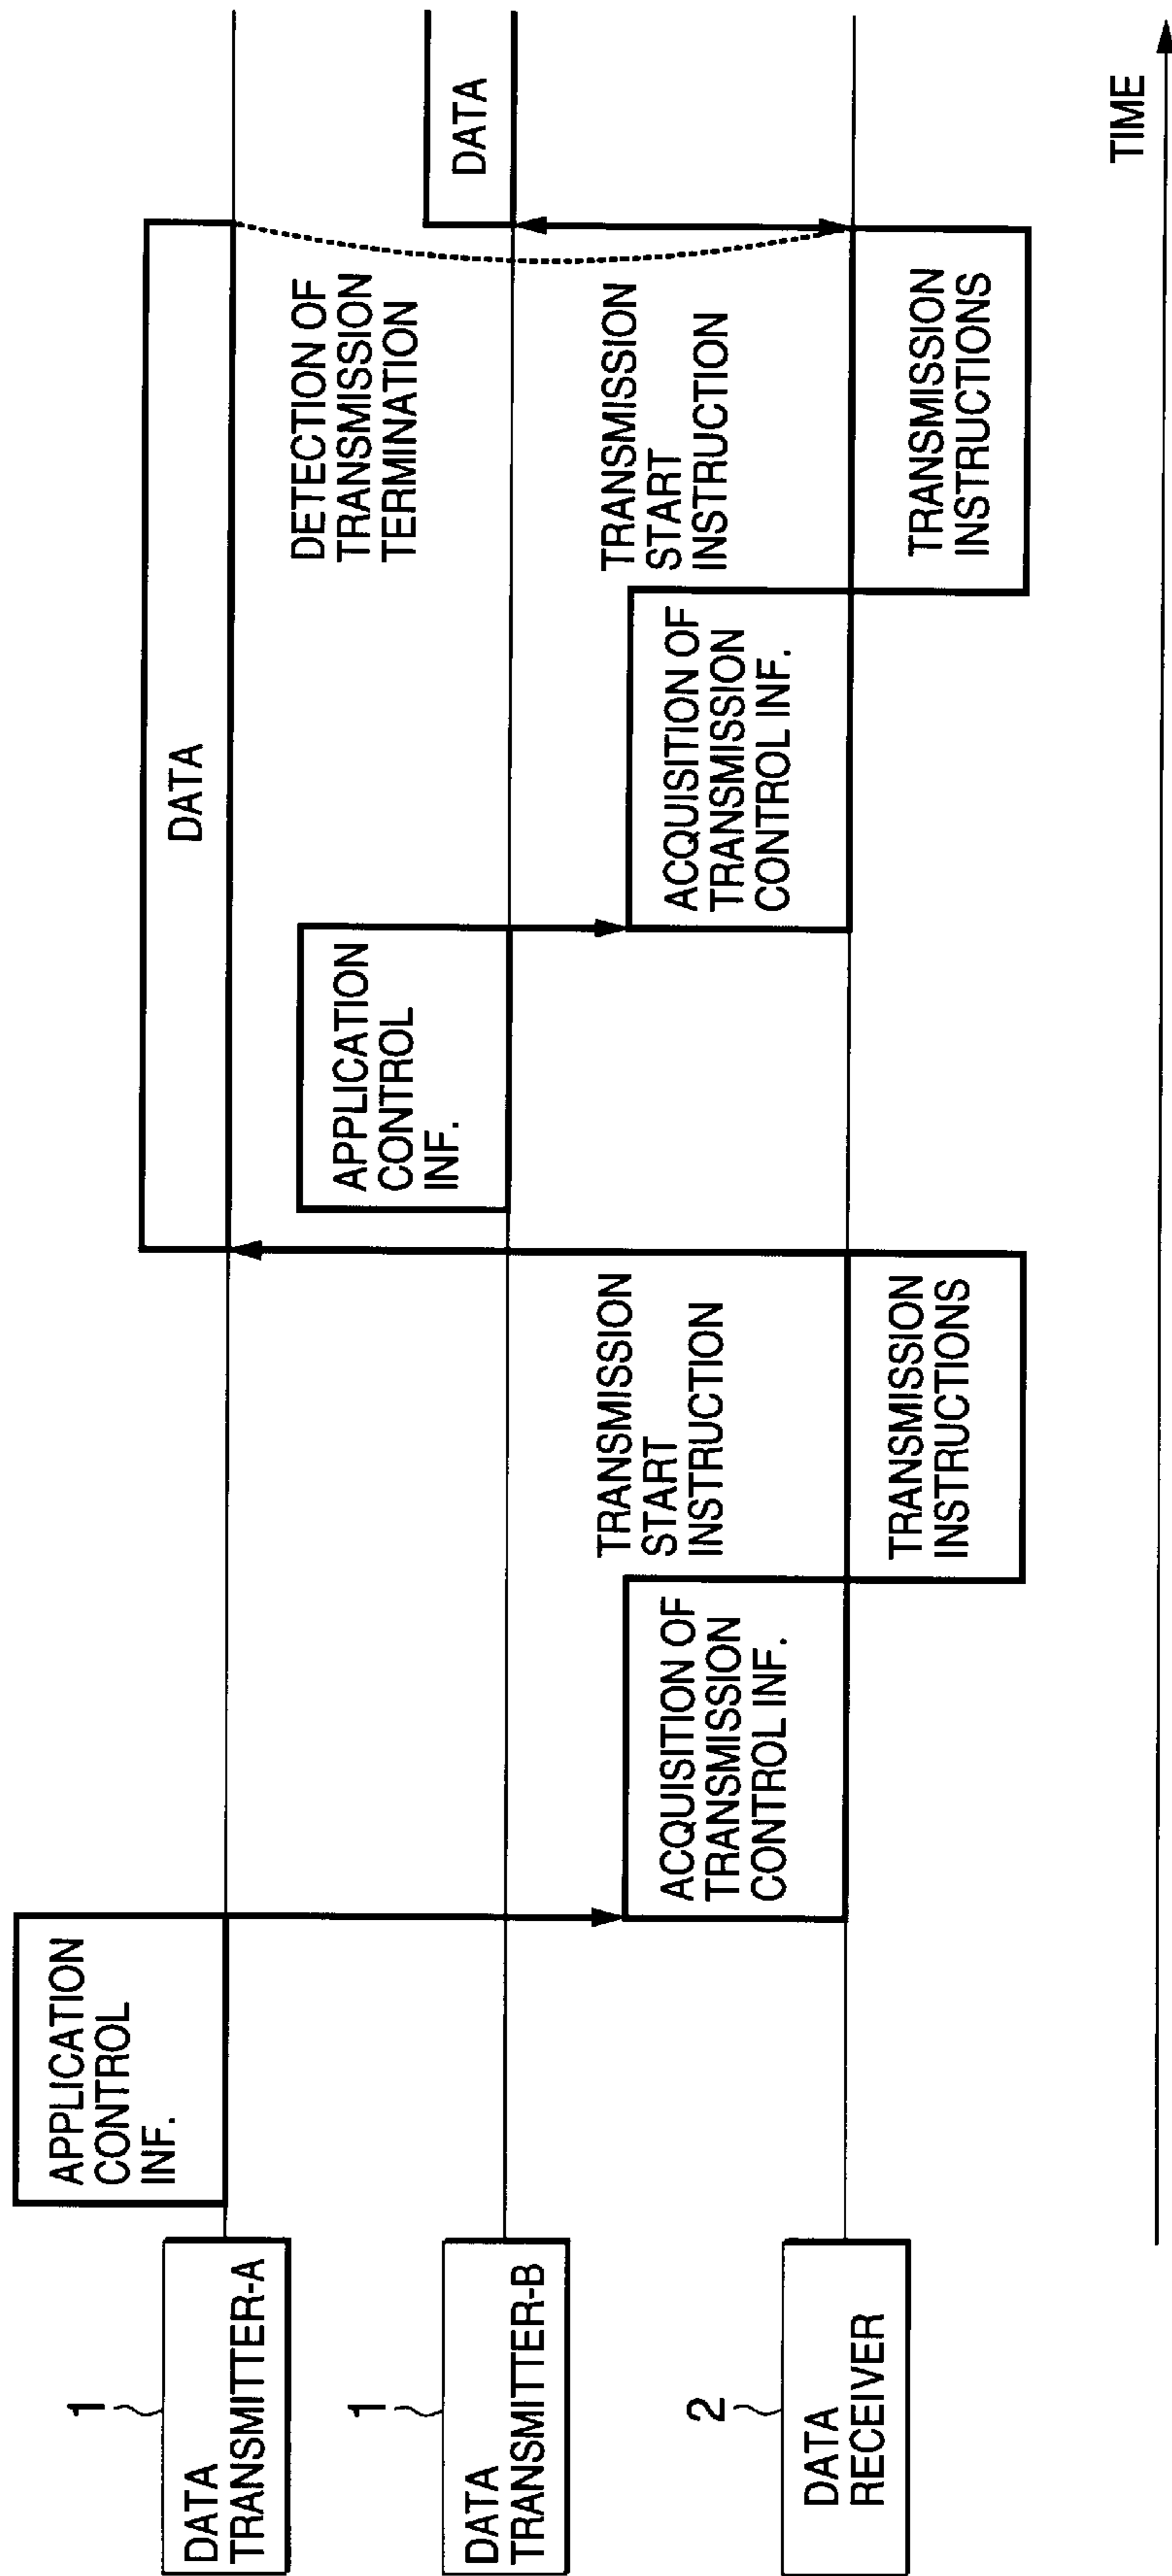 1
DATA
TRANSMITTER-A
APPLICATION
CONTROL
INF.
DATA
1
DATA
TRANSMITTER-B
APPLICATION
CONTROL
INF.
DETECTION OF
TRANSMISSION
TERMINATION
DATA
2
DATA
RECEIVER
ACQUISITION OF
TRANSMISSION
CONTROL INF.
TRANSMISSION
START
INSTRUCTION
TRANSMISSION
INSTRUCTIONS
ACQUISITION OF
TRANSMISSION
CONTROL INF.
TRANSMISSION
START
INSTRUCTION
TRANSMISSION
INSTRUCTIONS
TIME